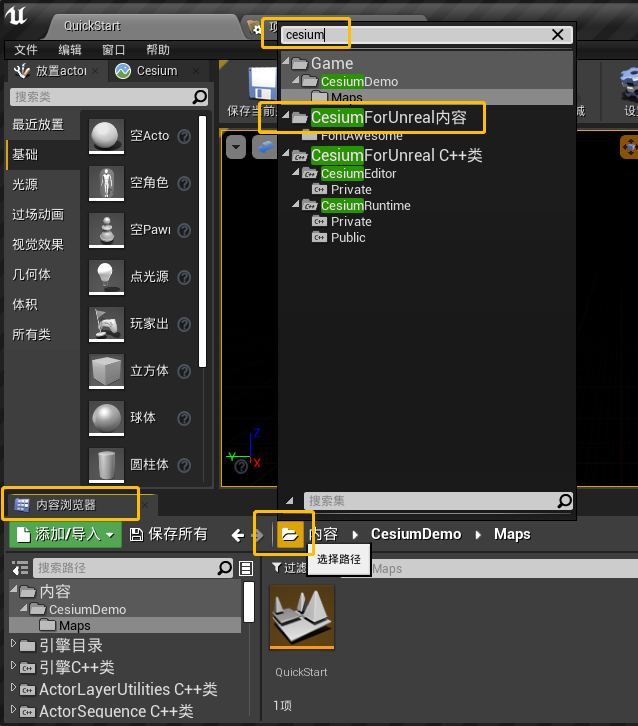 QuickStart
项
文件 编辑 窗口 帮助
放置actor Cesium
搜索类
最近放置
基础
光源
过场动画
视觉效果
几何体
体积
所有类
空Acto
空角色
空Pawn
点光源
玩家出
立方体
球体
圆柱体
保存当前
cesium
Game
CesiumDemo
Maps
CesiumForUnreal内容
FontAwesome
CesiumForUnreal C++类
CesiumEditor
Private
CesiumRuntime
Private
Public
搜索集
设
Z
Y
X
内容浏览器
添加/导入 保存所有 内容 CesiumDemo Maps
选择路径
搜索路径
过滤 Maps
内容
CesiumDemo
Maps
引擎目录
引擎C++类
ActorLayerUtilities C++类
ActorSequence C++类
QuickStart
1项